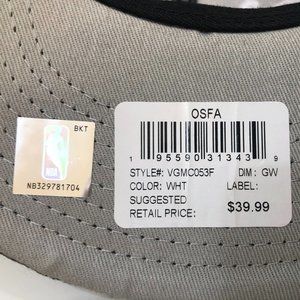 BKT
NBA
NB329781704
OSFA
1 95590 31343 9
STYLE#: VGMC053F DIM: GW
COLOR: WHT LABEL:
SUGGESTED
RETAIL PRICE: $39.99